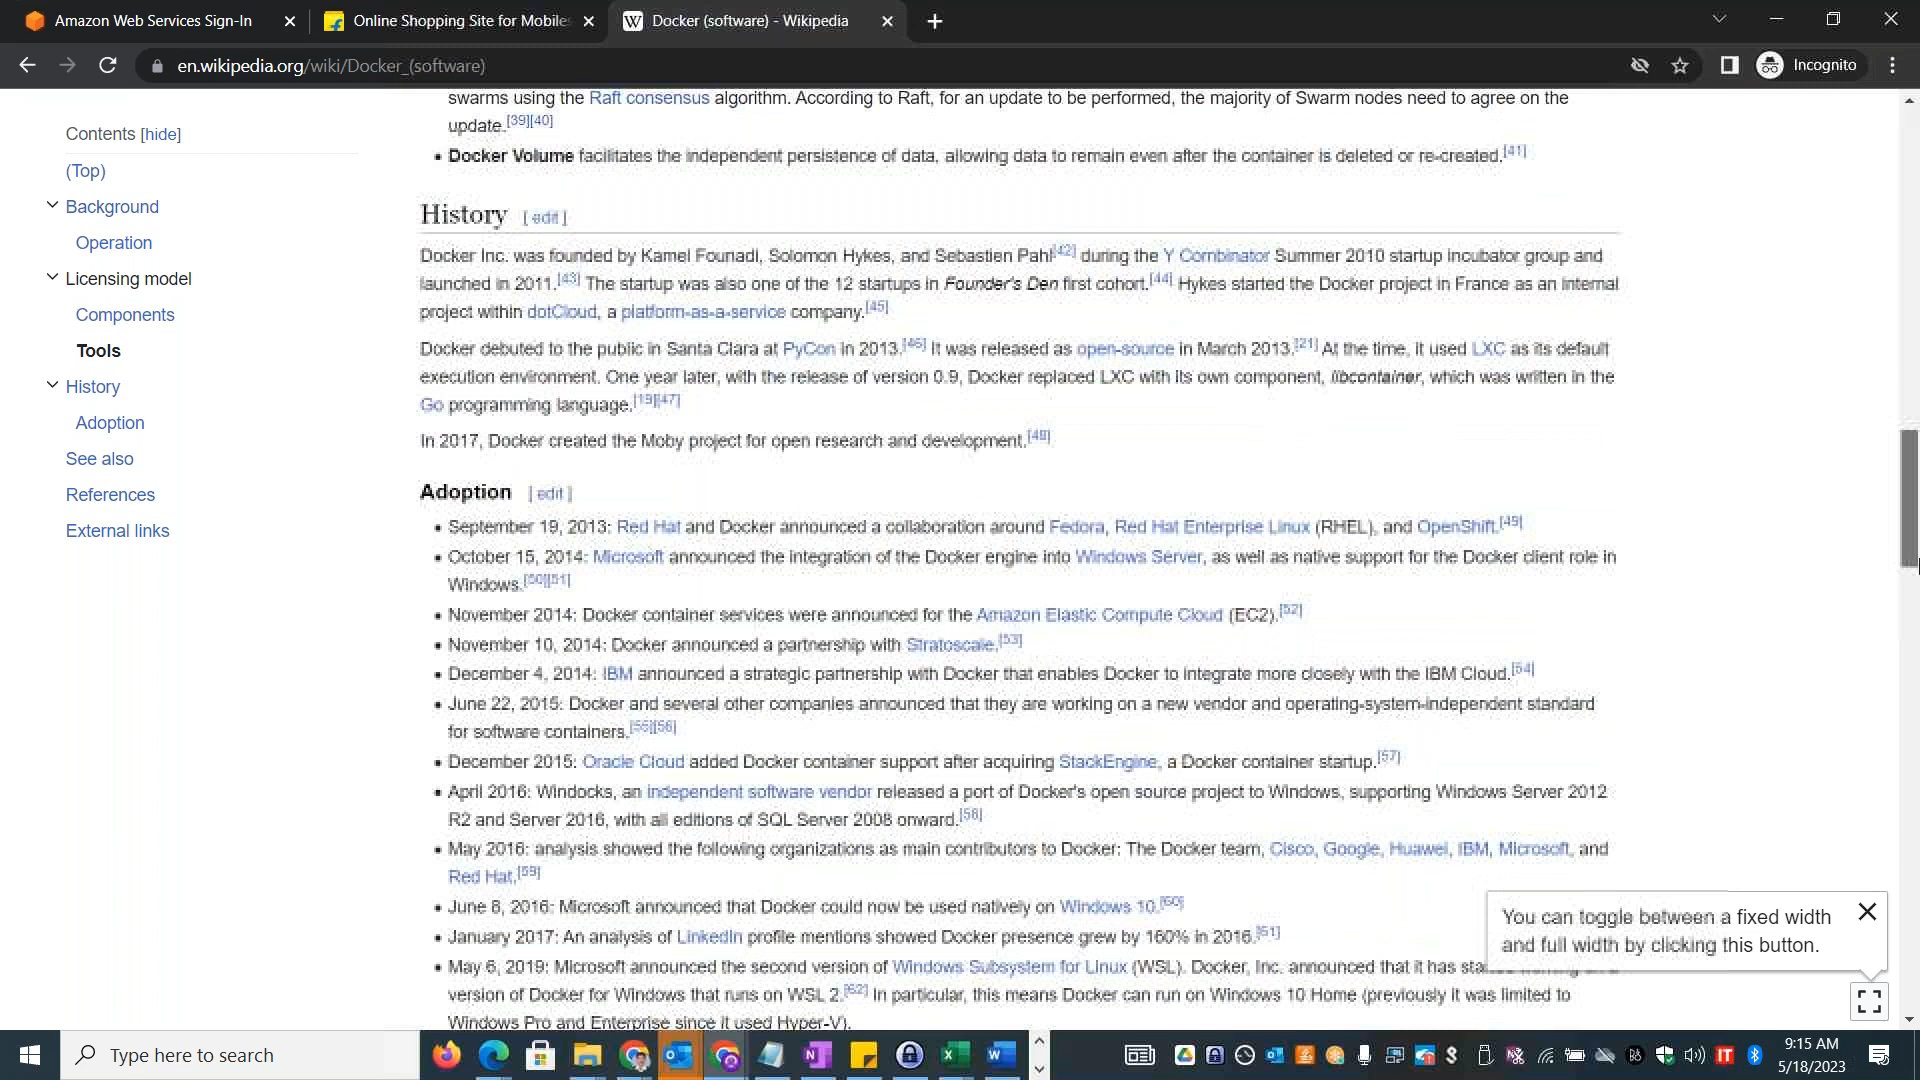 Amazon Web Services Sign-In
Online Shopping Site for Mobiles
Docker (software) - Wikipedia
en.wikipedia.org/wiki/Docker_(software)
Incognito
Contents [hide]
(Top)
Background
Operation
Licensing model
Components
Tools
History
Adoption
See also
References
External links
swarms using the Raft consensus algorithm. According to Raft, for an update to be performed, the majority of Swarm nodes need to agree on the
update.[39][40]
• Docker Volume facilitates the independent persistence of data, allowing data to remain even after the container is deleted or re-created.[41]
History [ edit ]
Docker Inc. was founded by Kamel Founadi, Solomon Hykes, and Sebastien Pahl[42] during the Y Combinator Summer 2010 startup incubator group and
launched in 2011.[43] The startup was also one of the 12 startups in Founder's Den first cohort.[44] Hykes started the Docker project in France as an internal
project within dotCloud, a platform-as-a-service company.[45]
Docker debuted to the public in Santa Clara at PyCon in 2013.[46] It was released as open-source in March 2013.[21] At the time, it used LXC as its default
execution environment. One year later, with the release of version 0.9, Docker replaced LXC with its own component, libcontainer, which was written in the
Go programming language.[19][47]
In 2017, Docker created the Moby project for open research and development.[48]
Adoption [ edit ]
• September 19, 2013: Red Hat and Docker announced a collaboration around Fedora, Red Hat Enterprise Linux (RHEL), and OpenShift.[49]
• October 15, 2014: Microsoft announced the integration of the Docker engine into Windows Server, as well as native support for the Docker client role in
Windows.[50][51]
• November 2014: Docker container services were announced for the Amazon Elastic Compute Cloud (EC2).[52]
• November 10, 2014: Docker announced a partnership with Stratoscale.[53]
• December 4, 2014: IBM announced a strategic partnership with Docker that enables Docker to integrate more closely with the IBM Cloud.[54]
• June 22, 2015: Docker and several other companies announced that they are working on a new vendor and operating-system-independent standard
for software containers.[55][56]
• December 2015: Oracle Cloud added Docker container support after acquiring StackEngine, a Docker container startup.[57]
• April 2016: Windocks, an independent software vendor released a port of Docker's open source project to Windows, supporting Windows Server 2012
R2 and Server 2016, with all editions of SQL Server 2008 onward.[58]
• May 2016: analysis showed the following organizations as main contributors to Docker: The Docker team, Cisco, Google, Huawei, IBM, Microsoft, and
Red Hat.[59]
• June 8, 2016: Microsoft announced that Docker could now be used natively on Windows 10.[60]
• January 2017: An analysis of LinkedIn profile mentions showed Docker presence grew by 160% in 2016.[61]
• May 6, 2019: Microsoft announced the second version of Windows Subsystem for Linux (WSL). Docker, Inc. announced that it has
version of Docker for Windows that runs on WSL 2.[62] In particular, this means Docker can run on Windows 10 Home (previously it was limited to
Windows Pro and Enterprise since it used Hyper-V).
You can toggle between a fixed width
and full width by clicking this button.
Type here to search
9:15 AM
5/18/2023